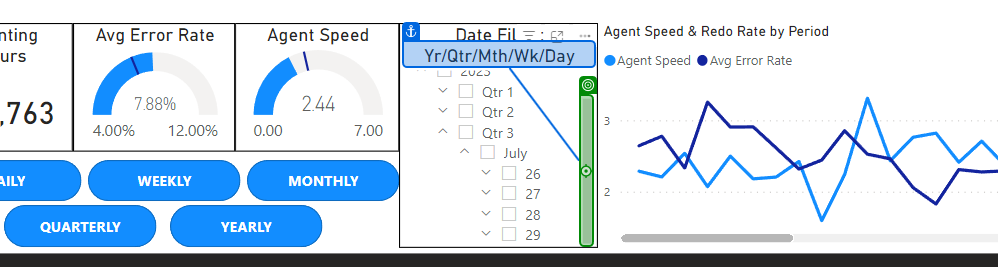 nting
urs
,763
Avg Error Rate
7.88%
4.00% 12.00%
Agent Speed
2.44
0.00 7.00
AILY
WEEKLY
MONTHLY
QUARTERLY
YEARLY
Date Fil
Yr/Qtr/Mth/Wk/Day
2023
Qtr 1
Qtr 2
Qtr 3
July
26
27
28
29
Agent Speed & Redo Rate by Period
Agent Speed Avg Error Rate
3
2